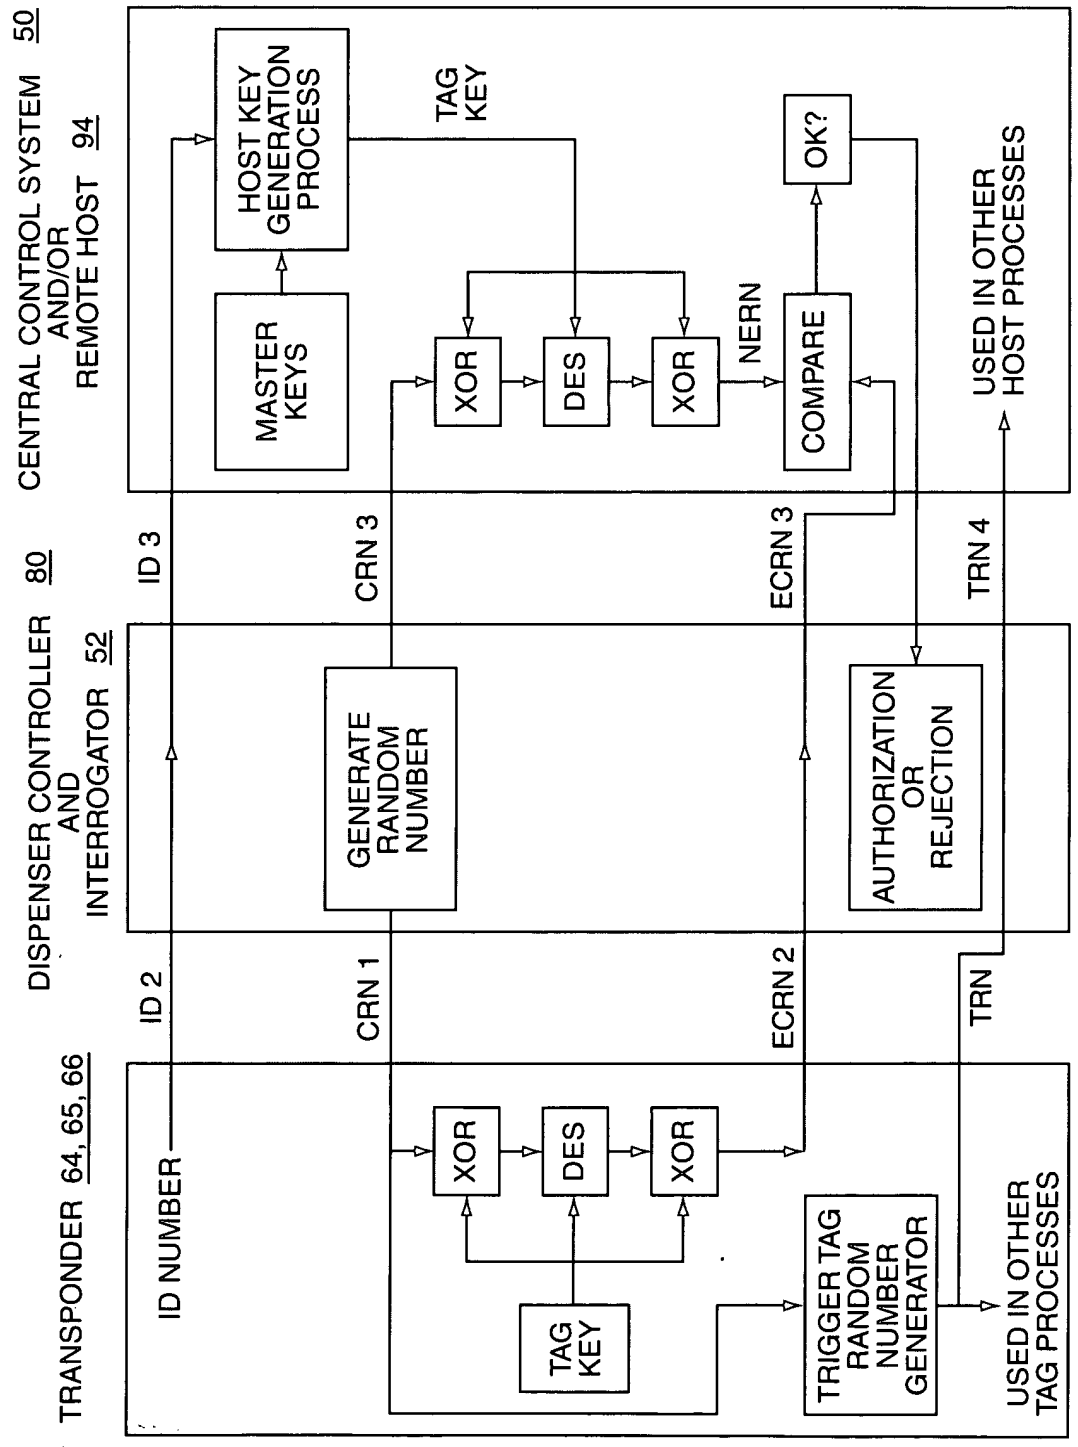 TRANSPONDER 64, 65, 66
DISPENSER CONTROLLER 80
AND
INTERROGATOR 52
CENTRAL CONTROL SYSTEM 50
AND/OR
REMOTE HOST 94
ID NUMBER
ID 2
ID 3
MASTER
KEYS
HOST KEY
GENERATION
PROCESS
TAG
KEY
CRN 1
GENERATE
RANDOM
NUMBER
CRN 3
TAG
KEY
XOR
DES
XOR
XOR
DES
XOR
NERN
ECRN 2
ECRN 3
COMPARE
OK?
TRIGGER TAG
RANDOM
NUMBER
GENERATOR
AUTHORIZATION
OR
REJECTION
TRN
TRN 4
USED IN OTHER
TAG PROCESSES
USED IN OTHER
HOST PROCESSES